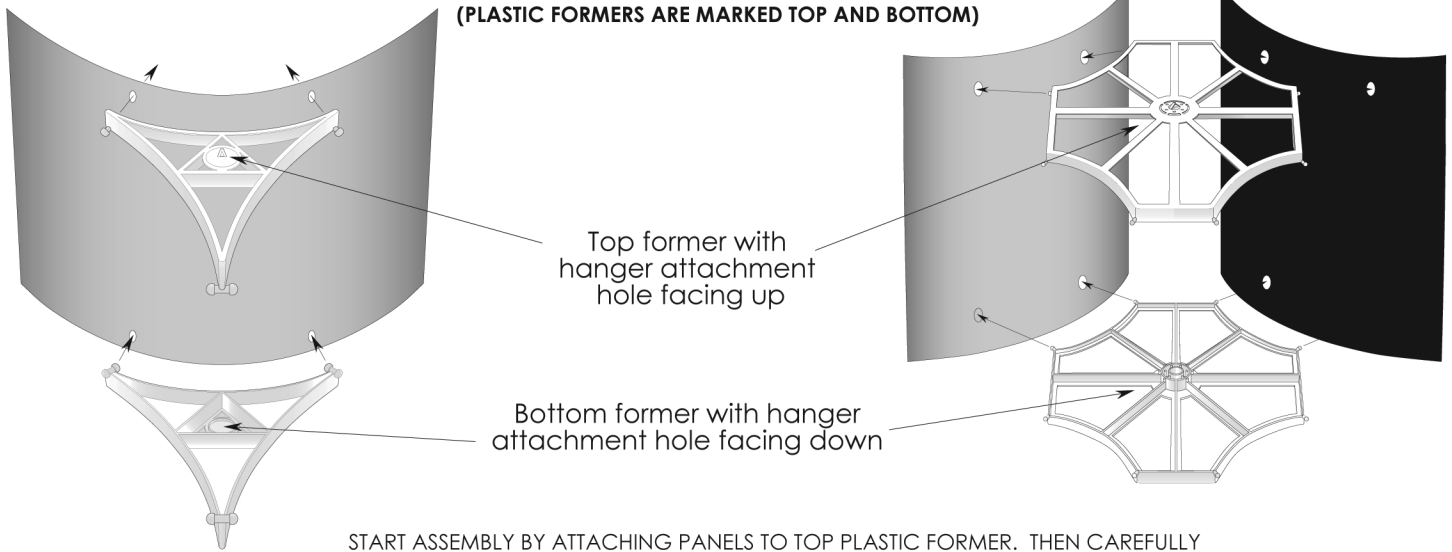 (PLASTIC FORMERS ARE MARKED TOP AND BOTTOM)
Top former with
hanger attachment
hole facing up
Bottom former with hanger
attachment hole facing down
START ASSEMBLY BY ATTACHING PANELS TO TOP PLASTIC FORMER. THEN CAREFULLY